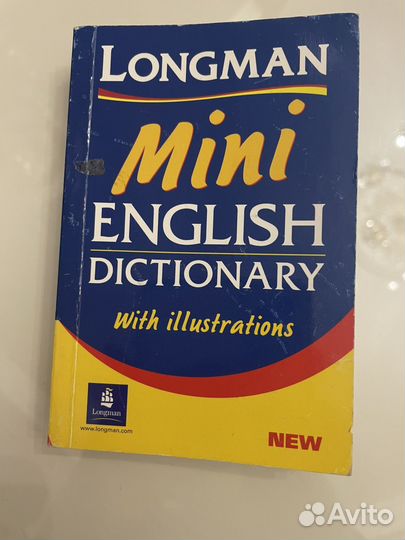 LONGMAN
Mini
ENGLISH
DICTIONARY
With illustrations
Longman
www.longman.com
NEW
Avito